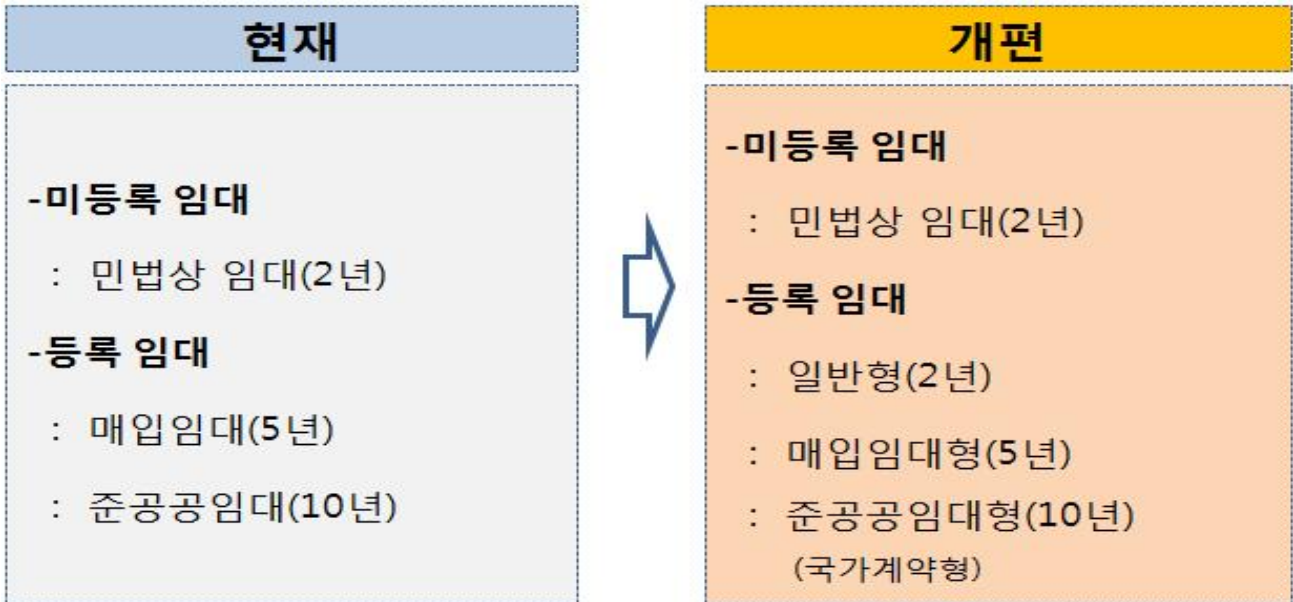 현재
-미등록 임대
: 민법상 임대(2년)
-등록 임대
: 매입임대(5년)
: 준공공임대(10년)
개편
-미등록 임대
: 민법상 임대(2년)
-등록 임대
: 일반형(2년)
: 매입임대형(5년)
: 준공공임대형(10년)
(국가계약형)